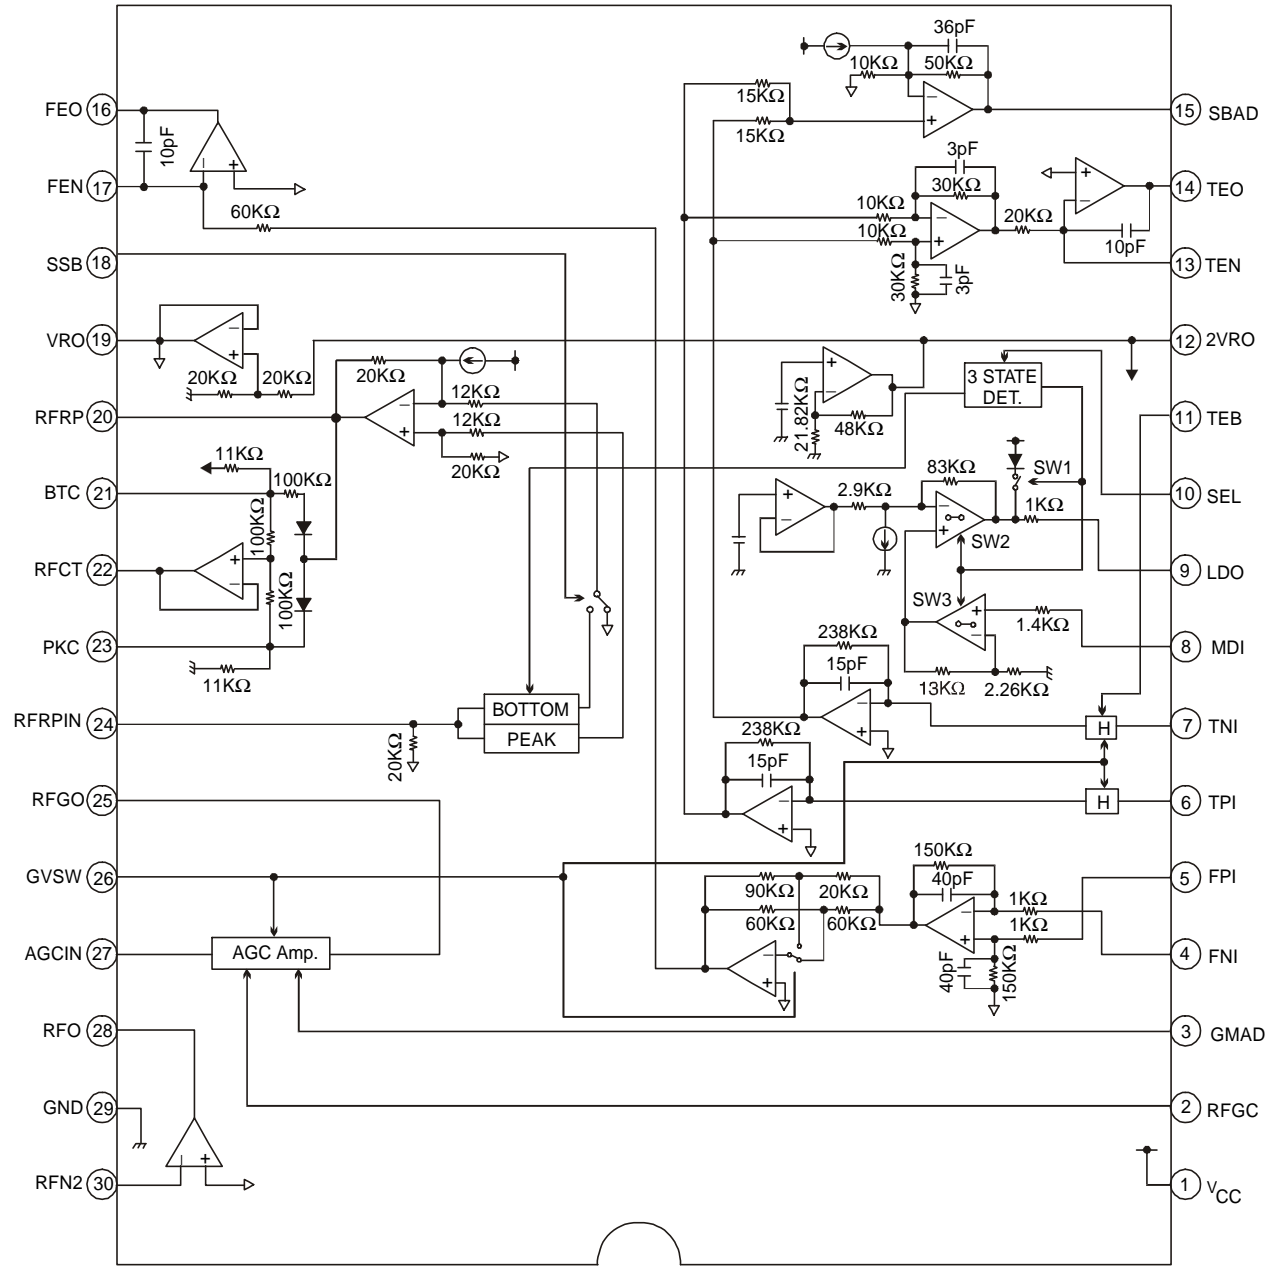 36pF
10KΩ 50KΩ
FEO 16
15KΩ
15 SBAD
10pF
15KΩ
3pF
FEN 17
30KΩ
14 TEO
60KΩ
10KΩ
20KΩ
10KΩ
10pF
SSB 18
30KΩ
3pF
13 TEN
VRO 19
12 2VRO
20KΩ
20KΩ 20KΩ
3 STATE
DET.
12KΩ
21.82KΩ
RFRP 20
12KΩ
48KΩ
11 TEB
11KΩ
20KΩ
100KΩ
83KΩ
SW1
BTC 21
2.9KΩ
1KΩ
10 SEL
100KΩ
SW2
RFCT 22
9 LDO
100KΩ
SW3
1.4KΩ
PKC 23
238KΩ
8 MDI
11KΩ
15pF
13KΩ 2.26KΩ
BOTTOM
RFRPIN 24
PEAK
H
7 TNI
20KΩ
238KΩ
15pF
RFGO 25
H
6 TPI
150KΩ
GVSW 26
90KΩ 20KΩ
40pF
5 FPI
1KΩ
60KΩ 60KΩ
1KΩ
AGCIN 27
AGC Amp.
4 FNI
40pF
150KΩ
RFO 28
3 GMAD
GND 29
2 RFGC
RFN2 30
1 VCC